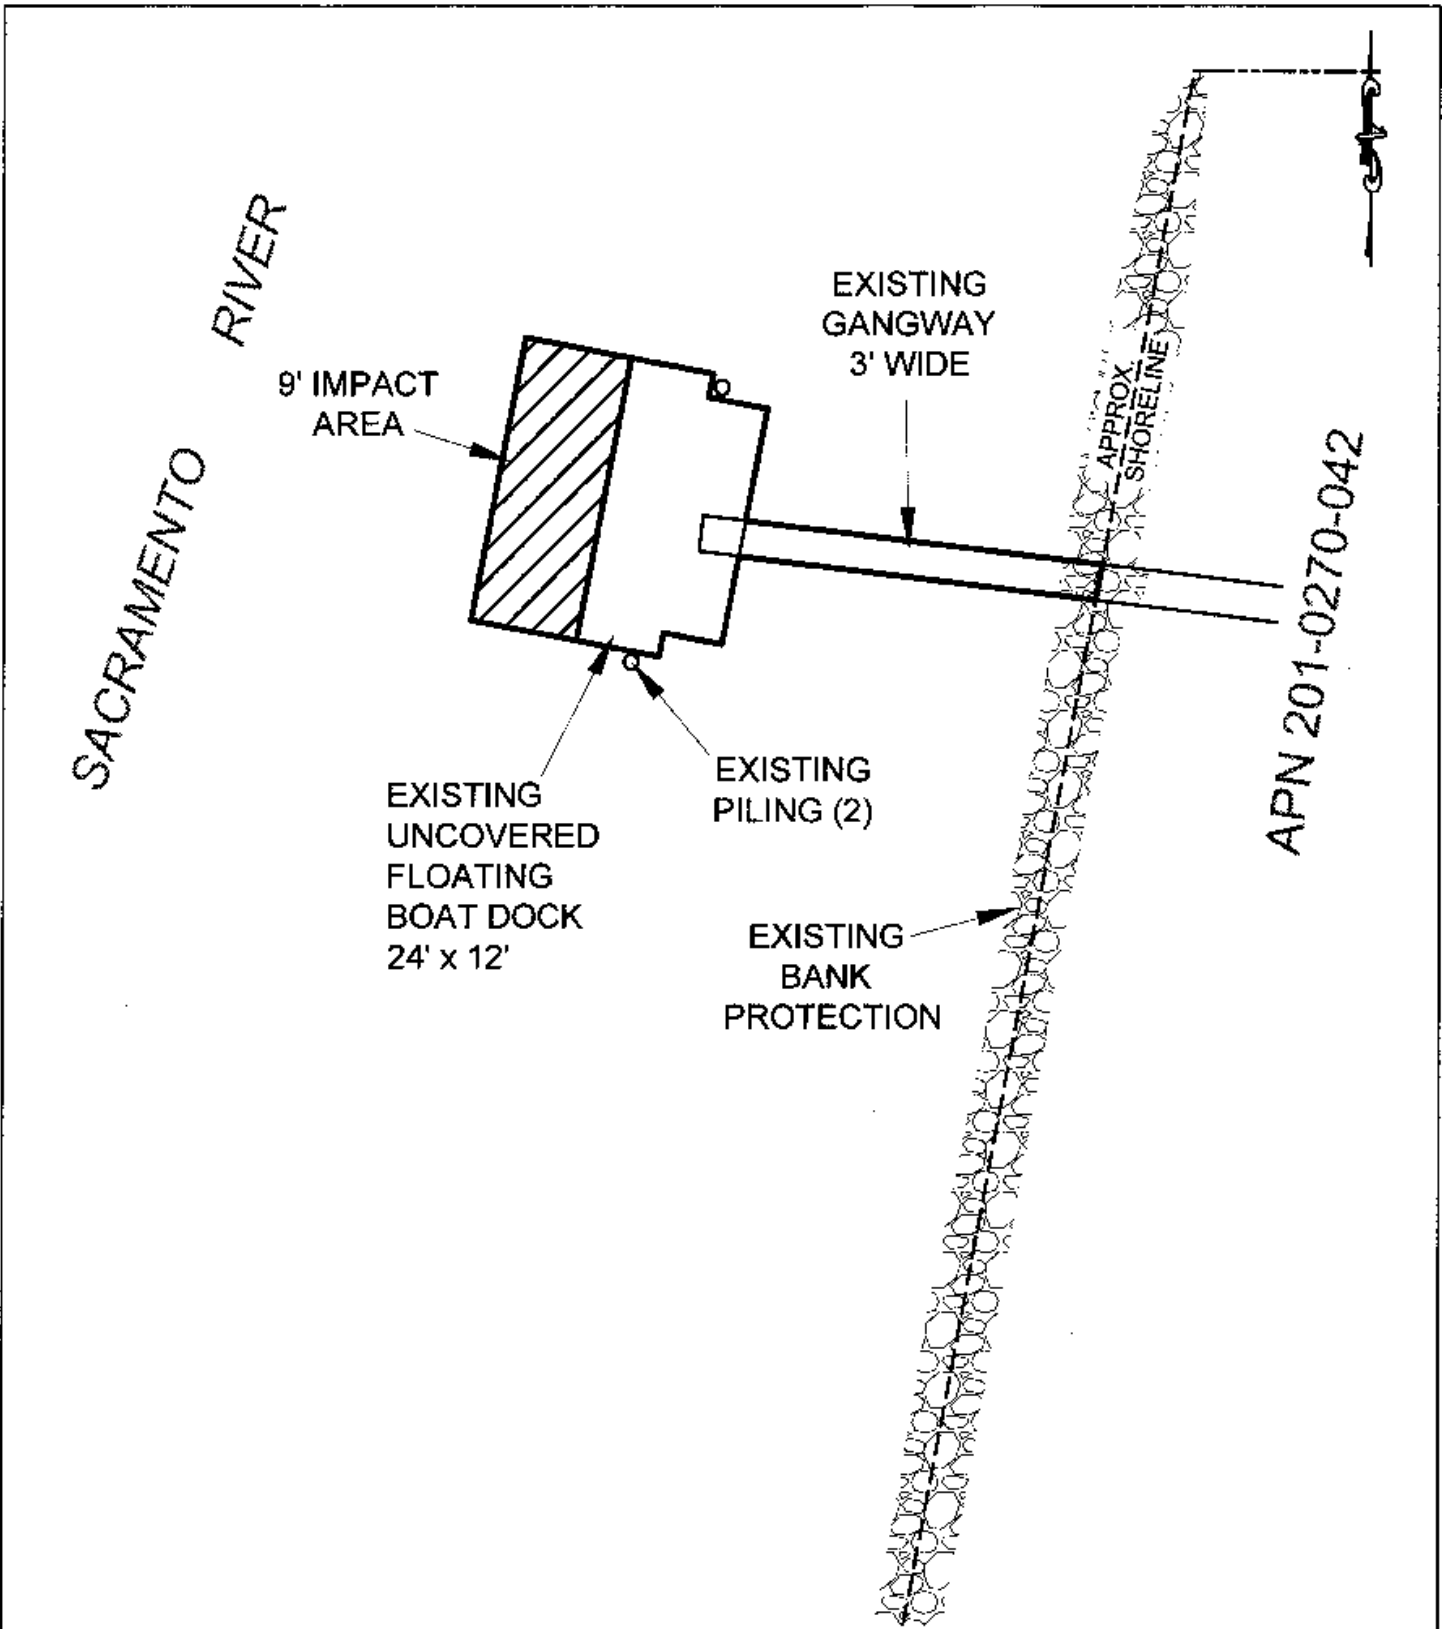 SACRAMENTO RIVER
9' IMPACT
AREA
EXISTING
GANGWAY
3' WIDE
APPROX
SHORELINE
APN 201-0270-042
EXISTING
UNCOVERED
FLOATING
BOAT DOCK
24' x 12'
EXISTING
PILING (2)
EXISTING
BANK
PROTECTION